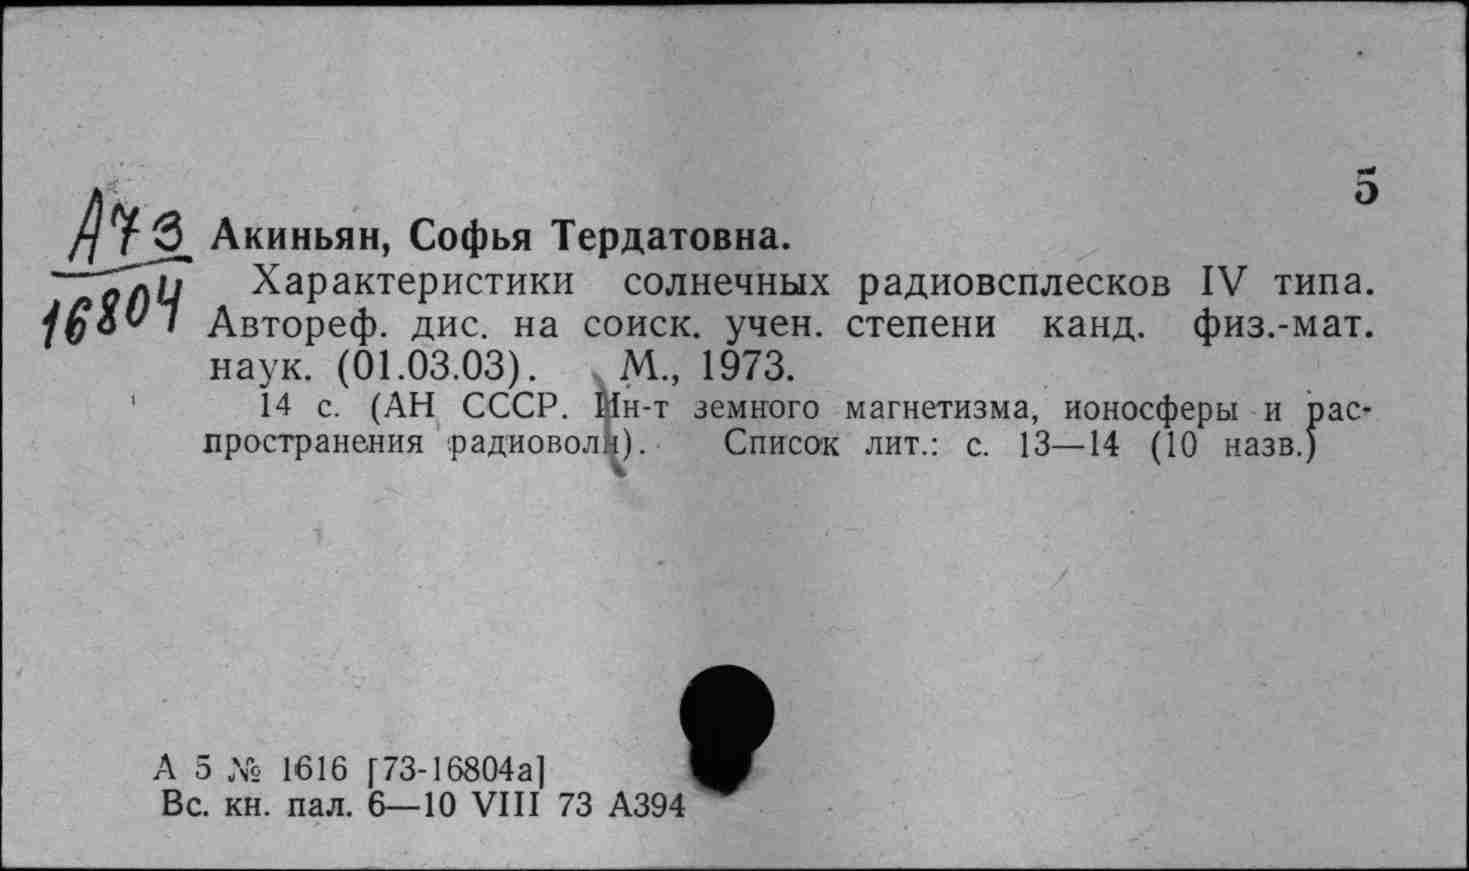 5
А73 Акиньян, Софья Тердатовна.
16804 Характеристики солнечных радиовсплесков IV типа.
Автореф. дис. на соиск. учен. степени канд. физ.-мат.
наук. (01.03.03). М., 1973.
14 с. (АН СССР. Ин-т земного магнетизма, ионосферы и рас-
пространения радиоволн). Список лит.: с. 13—14 (10 назв.)
А 5 № 1616 [73-16804а]
Вс. кн. пал. 6—10 VIII 73 А394